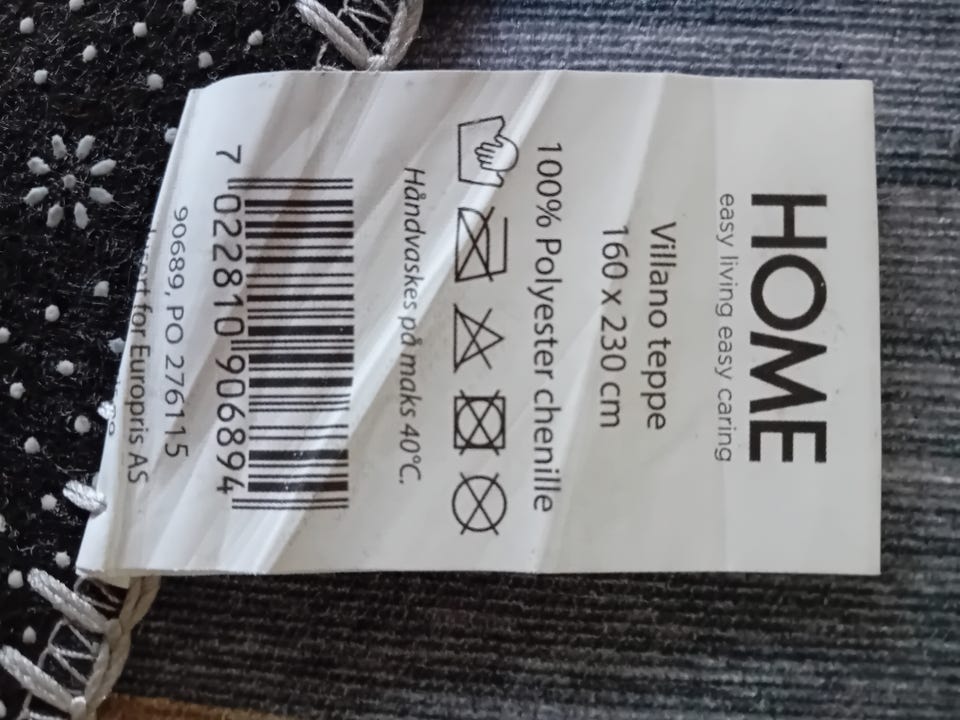 HOME
easy living easy caring
Villano teppe
160 x 230 cm
100% Polyester chenille
Håndvaskes på maks 40°C.
7 022810 906894
90689, PO 276115
for Europris AS